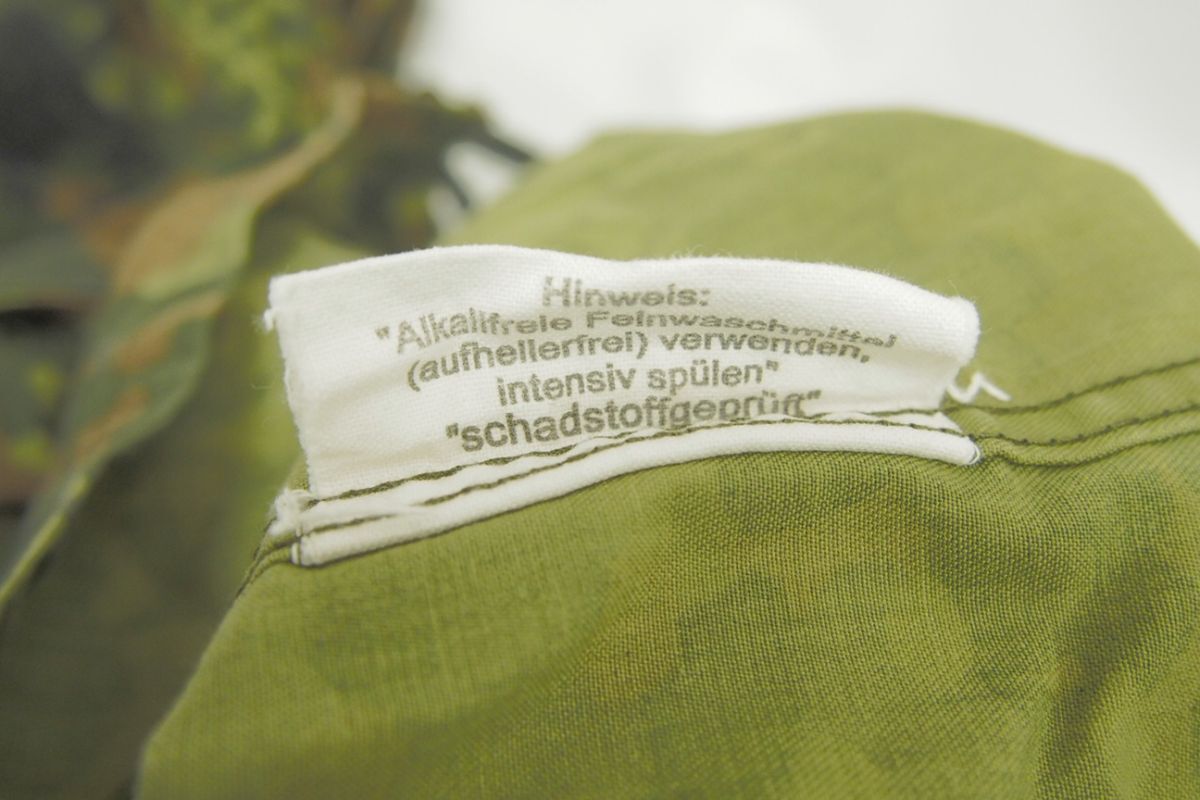 Hinweis:
"Alkalifreie Feinwaschmittel
(aufhellerfrei) verwenden,
intensiv spülen"
"schadstoffgeprüft"